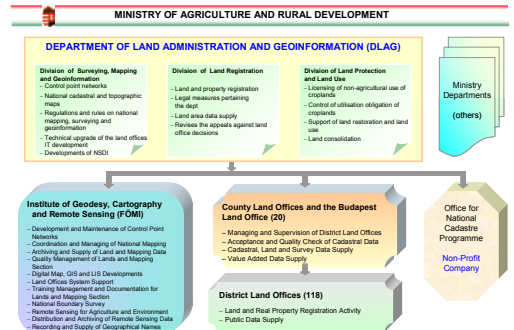 MINISTRY OF AGRICULTURE AND RURAL DEVELOPMENT
DEPARTMENT OF LAND ADMINISTRATION AND GEOINFORMATION (DLAG)
Division of Surveying, Mapping
and Geoinformation
– Control point networks
– National cadastral and topographic
maps
– Regulations and rules on national
mapping, surveying and
geoinformation
– Technical upgrade of the land offices
IT development
– Developments of NSDI
Division of Land Registration
– Land and property registration
– Legal measures pertaining
the dept
– Land area data supply
– Revises the appeals against land
office decisions
Division of Land Protection
and Land Use
– Licensing of non-agricultural use of
croplands
– Control of utilisation obligation of
croplands
– Support of land restoration and land
use
– Land consolidation
Ministry
Departments
(others)
Institute of Geodesy, Cartography
and Remote Sensing (FÖMI)
– Development and Maintenance of Control Point
Networks
– Coordination and Managing of National Mapping
– Archiving and Supply of Land and Mapping Data
– Quality Management of Lands and Mapping
Section
– Digital Map, GIS and LIS Developments
– Land Offices System Support
– Training Management and Documentation for
Lands and Mapping Section
– National Boundary Survey
– Remote Sensing for Agriculture and Environment
– Distribution and Archiving of Remote Sensing Data
– Recording and Supply of Geographical Names
County Land Offices and the Budapest
Land Office (20)
– Managing and Supervision of District Land Offices
– Acceptance and Quality Check of Cadastral Data
– Cadastral, Land and Survey Data Supply
– Value Added Data Supply
District Land Offices (118)
– Land and Real Property Registration Activity
– Public Data Supply
Office for
National
Cadastre
Programme
Non-Profit
Company